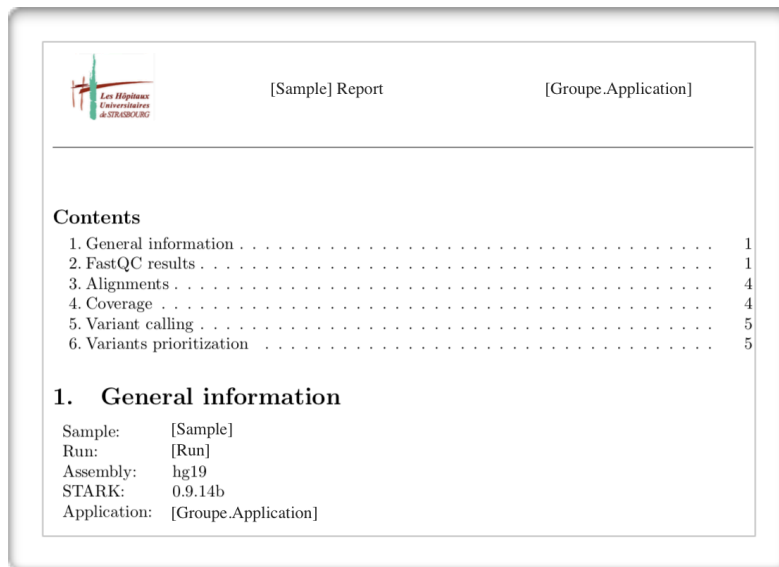 Les Hôpitaux
Universitaires
de STRASBOURG
[Sample] Report
[Groupe.Application]
Contents
1. General information . . . . . . . . . . . . . . . . . . . . . . . . . . . . . . . . . . . . . 1
2. FastQC results . . . . . . . . . . . . . . . . . . . . . . . . . . . . . . . . . . . . . . . . 1
3. Alignments . . . . . . . . . . . . . . . . . . . . . . . . . . . . . . . . . . . . . . . . . . 4
4. Coverage . . . . . . . . . . . . . . . . . . . . . . . . . . . . . . . . . . . . . . . . . . . 4
5. Variant calling . . . . . . . . . . . . . . . . . . . . . . . . . . . . . . . . . . . . . . . . 5
6. Variants prioritization . . . . . . . . . . . . . . . . . . . . . . . . . . . . . . . . . . . 5
1. General information
Sample: [Sample]
Run: [Run]
Assembly: hg19
STARK: 0.9.14b
Application: [Groupe.Application]